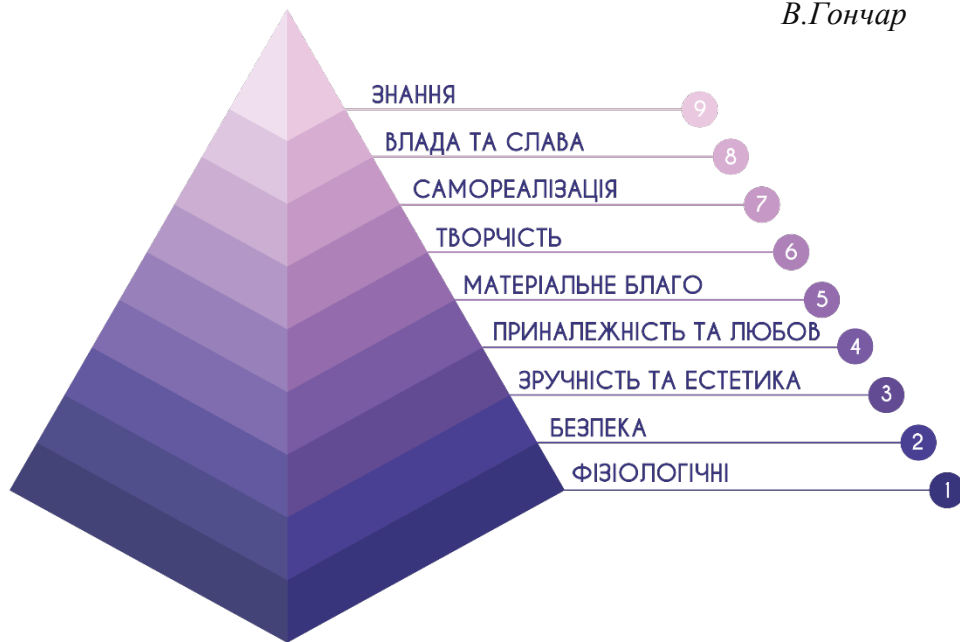 В.Гончар
ЗНАННЯ 9
ВЛАДА ТА СЛАВА 8
САМОРЕАЛІЗАЦІЯ 7
ТВОРЧІСТЬ 6
МАТЕРІАЛЬНЕ БЛАГО 5
ПРИНАЛЕЖНІСТЬ ТА ЛЮБОВ 4
ЗРУЧНІСТЬ ТА ЕСТЕТИКА 3
БЕЗПЕКА 2
ФІЗІОЛОГІЧНІ 1